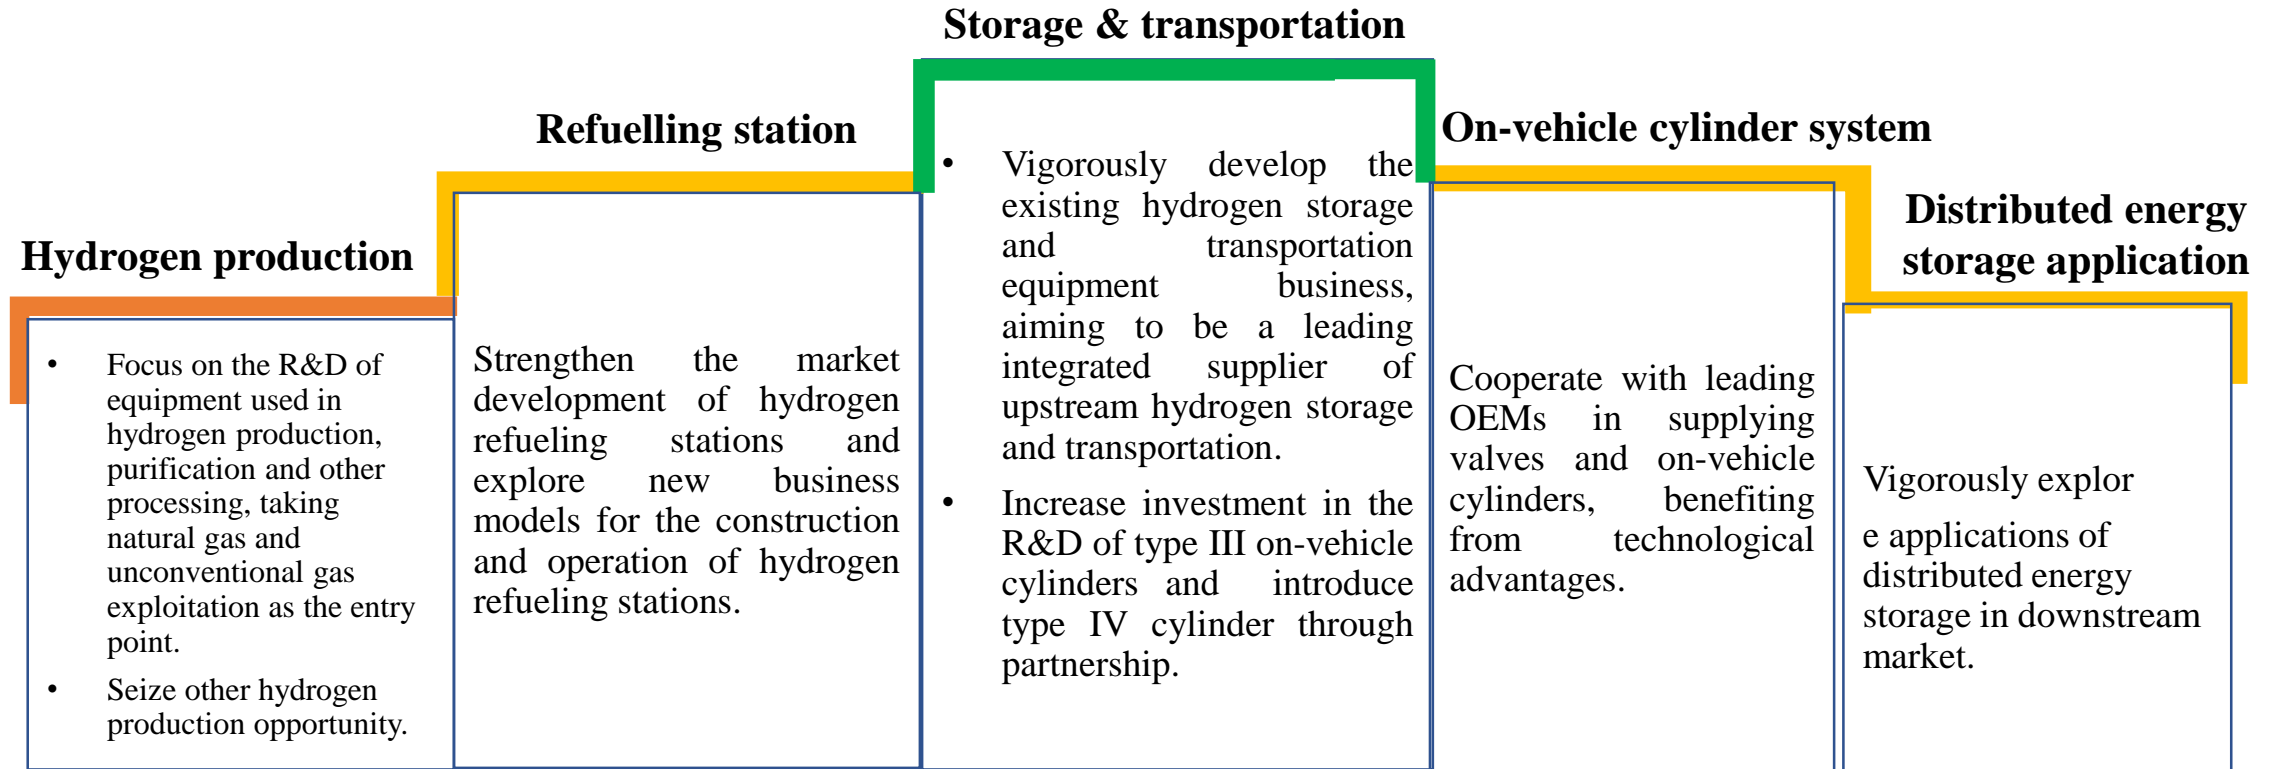 Storage & transportation
Refuelling station
On-vehicle cylinder system
Distributed energy
storage application
Hydrogen production
• Focus on the R&D of
equipment used in
hydrogen production,
purification and other
processing, taking
natural gas and
unconventional gas
exploitation as the entry
point.
• Seize other hydrogen
production opportunity.
Strengthen the market
development of hydrogen
refueling stations and
explore new business
models for the construction
and operation of hydrogen
refueling stations.
• Vigorously develop the
existing hydrogen storage
and transportation
equipment business,
aiming to be a leading
integrated supplier of
upstream hydrogen storage
and transportation.
• Increase investment in the
R&D of type III on-vehicle
cylinders and introduce
type IV cylinder through
partnership.
Cooperate with leading
OEMs in supplying
valves and on-vehicle
cylinders, benefiting
from technological
advantages.
Vigorously explor
e applications of
distributed energy
storage in downstream
market.